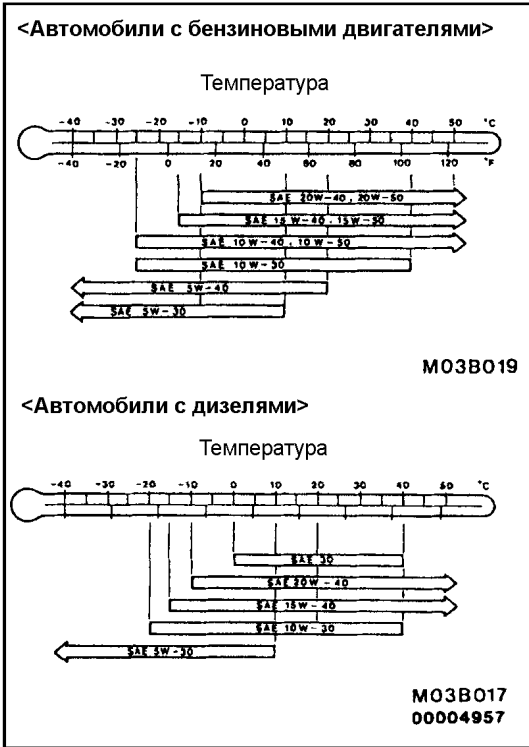 <Автомобили с бензиновыми двигателями>
Температура
-40 -30 -20 -10 0 10 20 30 40 50 °C
-40 -20 0 20 40 60 80 100 120 °F
SAE 20W-40, 20W-50
SAE 15W-40, 15W-50
SAE 10W-40, 10W-50
SAE 10W-30
SAE 5W-40
SAE 5W-30
M03B019
<Автомобили с дизелями>
Температура
-40 -30 -20 -10 0 10 20 30 40 50 °C
SAE 30
SAE 20W-40
SAE 15W-40
SAE 10W-30
SAE 5W-30
M03B017
00004957